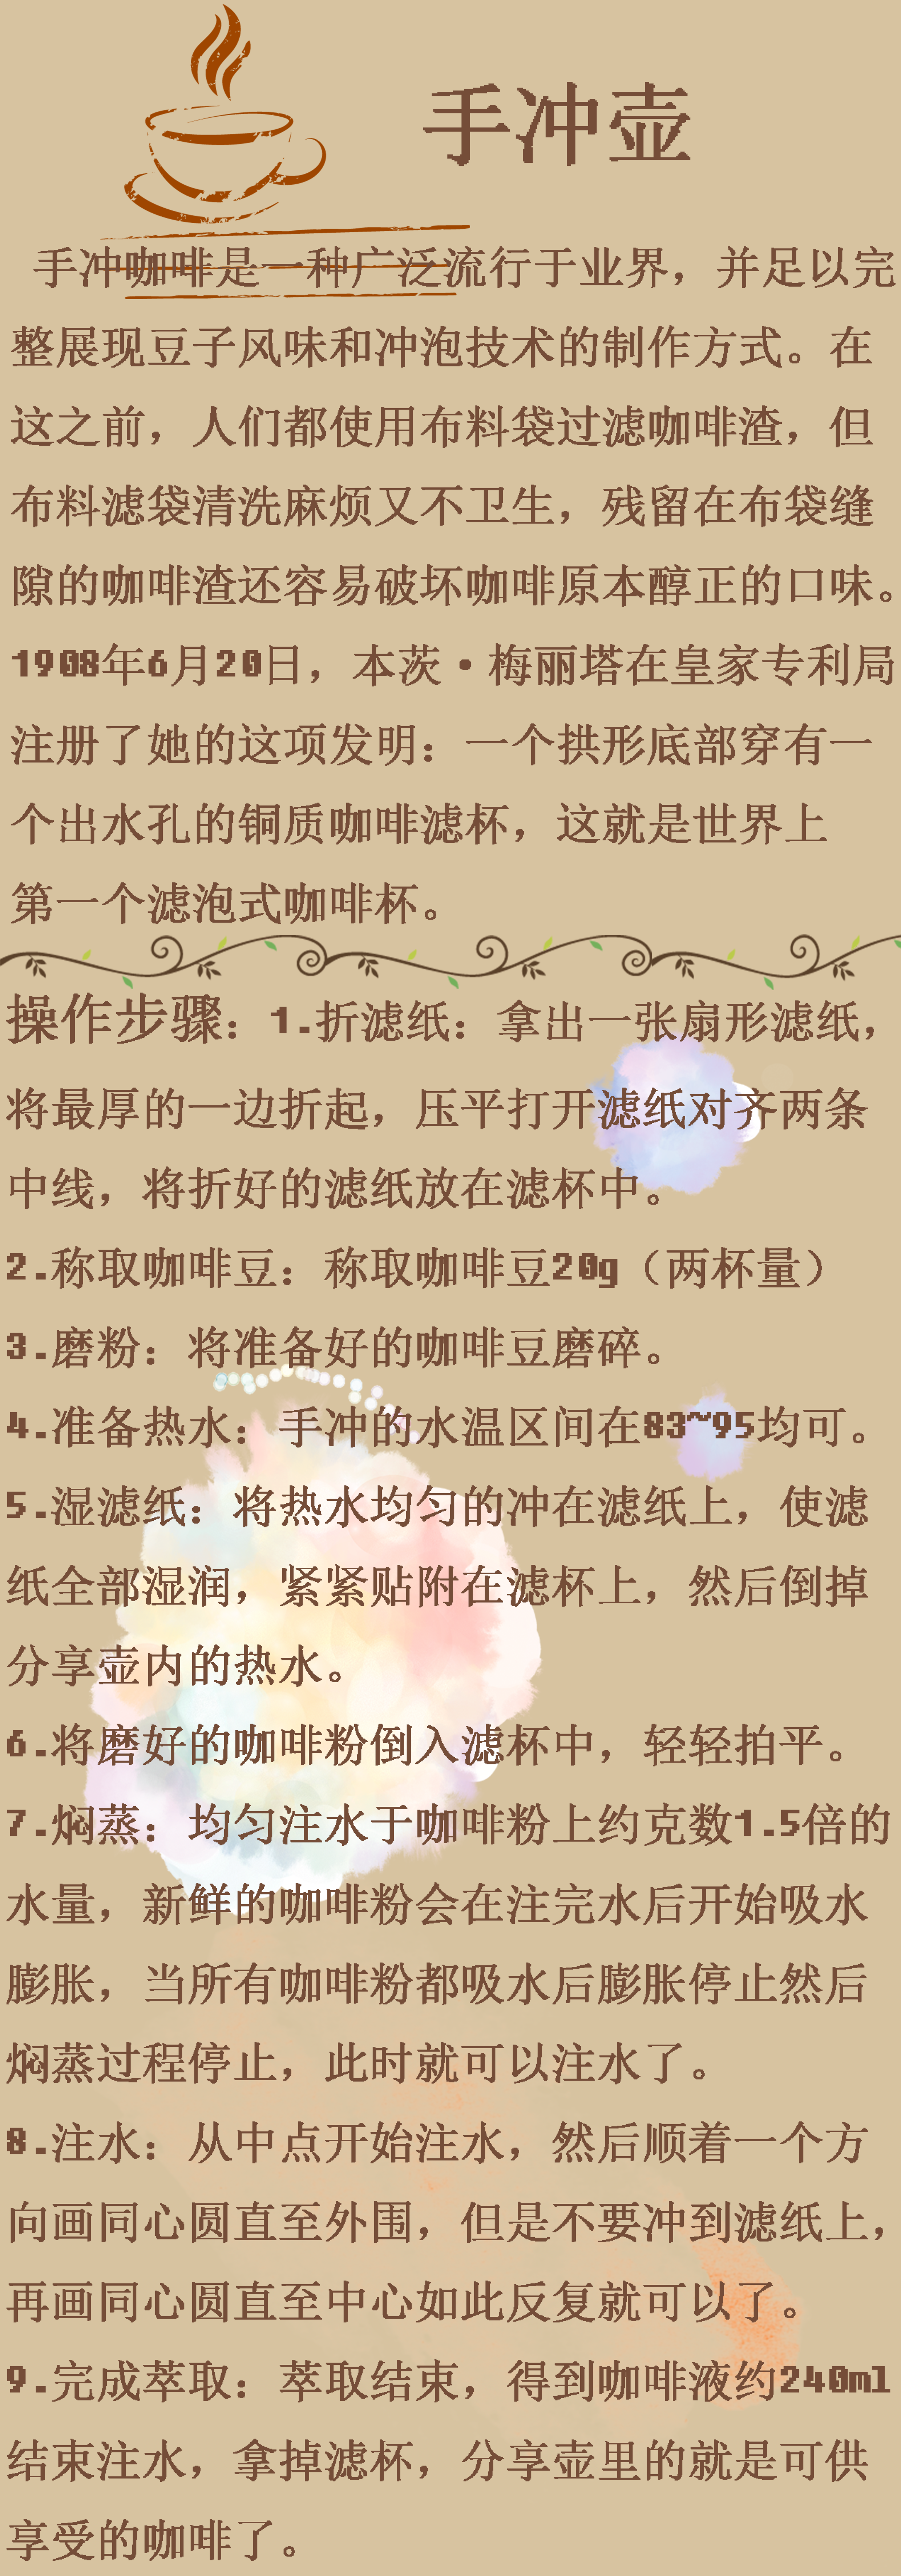 手冲壶
手冲咖啡是一种广泛流行于业界，并足以完
整展现豆子风味和冲泡技术的制作方式。在
这之前，人们都使用布料袋过滤咖啡渣，但
布料滤袋清洗麻烦又不卫生，残留在布袋缝
隙的咖啡渣还容易破坏咖啡原本醇正的口味。
1908年6月20日，本茨·梅丽塔在皇家专利局
注册了她的这项发明：一个拱形底部穿有一
个出水孔的铜质咖啡滤杯，这就是世界上
第一个滤泡式咖啡杯。
操作步骤：1.折滤纸：拿出一张扇形滤纸，
将最厚的一边折起，压平打开滤纸对齐两条
中线，将折好的滤纸放在滤杯中。
2.称取咖啡豆：称取咖啡豆20g（两杯量）
3.磨粉：将准备好的咖啡豆磨碎。
4.准备热水：手冲的水温区间在83~95均可。
5.湿滤纸：将热水均匀的冲在滤纸上，使滤
纸全部湿润，紧紧贴附在滤杯上，然后倒掉
分享壶内的热水。
6.将磨好的咖啡粉倒入滤杯中，轻轻拍平。
7.焖蒸：均匀注水于咖啡粉上约克数1.5倍的
水量，新鲜的咖啡粉会在注完水后开始吸水
膨胀，当所有咖啡粉都吸水后膨胀停止然后
焖蒸过程停止，此时就可以注水了。
8.注水：从中点开始注水，然后顺着一个方
向画同心圆直至外围，但是不要冲到滤纸上，
再画同心圆直至中心如此反复就可以了。
9.完成萃取：萃取结束，得到咖啡液约240ml
结束注水，拿掉滤杯，分享壶里的就是可供
享受的咖啡了。